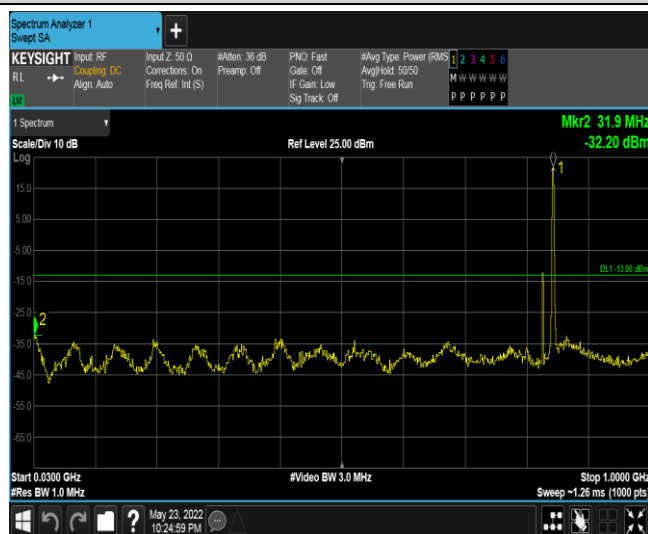 Spectrum Analyzer 1
Swept SA
+
KEYSIGHT
RL
Input: RF
Coupling: DC
Align: Auto
Input Z: 50 Ω
Corrections: On
Freq Ref: Int (S)
#Atten: 36 dB
Preamp: Off
PNO: Fast
Gate: Off
IF Gain: Low
Sig Track: Off
#Avg Type: Power (RMS
Avg|Hold: 50/50
Trig: Free Run
1 2 3 4 5 6
M W W W W W
P P P P P P
1 Spectrum
Scale/Div 10 dB
Ref Level 25.00 dBm
Mkr2 31.9 MHz
-32.20 dBm
Log
15.0
5.00
-5.00
-15.0
-25.0
-35.0
-45.0
-55.0
-65.0
1
DL1 -13.00 dBm
2
Start 0.0300 GHz
#Res BW 1.0 MHz
#Video BW 3.0 MHz
Stop 1.0000 GHz
Sweep ~1.26 ms (1000 pts)
?
May 23, 2022
10:24:59 PM